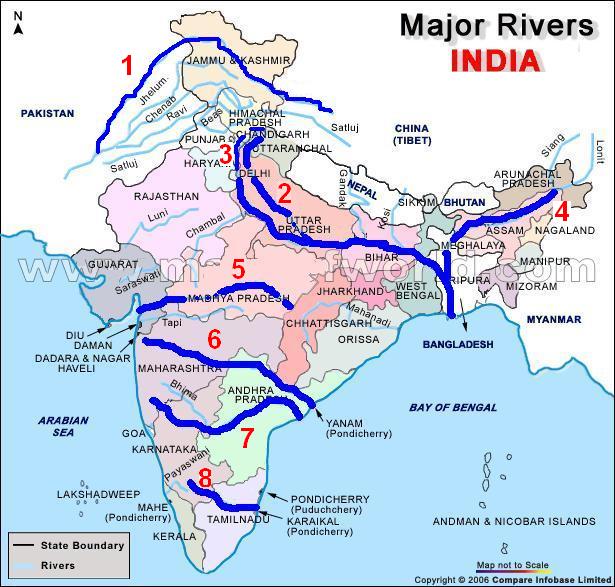 N
Major Rivers
INDIA
1
JAMMU & KASHMIR
PAKISTAN
Jhelum
Chenab
Ravi
Beas
HIMACHAL
PRADESH
Satluj
CHINA
(TIBET)
PUNJAB
CHANDIGARH
UTTARANCHAL
Satluj
3
HARYA
DELHI
Siang
Lohit
ARUNACHAL
PRADESH
RAJASTHAN
2
Gandak
NEPAL
SIKKIM
BHUTAN
4
Luni
Chambal
UTTAR
PRADESH
Kosi
ASSAM
NAGALAND
BIHAR
MEGHALAYA
MANIPUR
GUJARAT
Saraswati
5
MADHYA PRADESH
JHARKHAND
WEST
BENGAL
TRIPURA
MIZORAM
DIU
DAMAN
DADARA & NAGAR
HAVELI
Tapi
CHHATTISGARH
Mahanadi
ORISSA
BANGLADESH
MYANMAR
6
MAHARASHTRA
Bhima
ANDHRA
PRADESH
YANAM
(Pondicherry)
BAY OF BENGAL
ARABIAN
SEA
GOA
KARNATAKA
7
Payaswani
8
LAKSHADWEEP
MAHE
(Pondicherry)
PONDICHERRY
(Puduchery)
KARAIKAL
(Pondicherry)
TAMILNADU
KERALA
ANDMAN & NICOBAR ISLANDS
State Boundary
Rivers
Map not to Scale
Copyright © 2006 Compare Infobase Limited